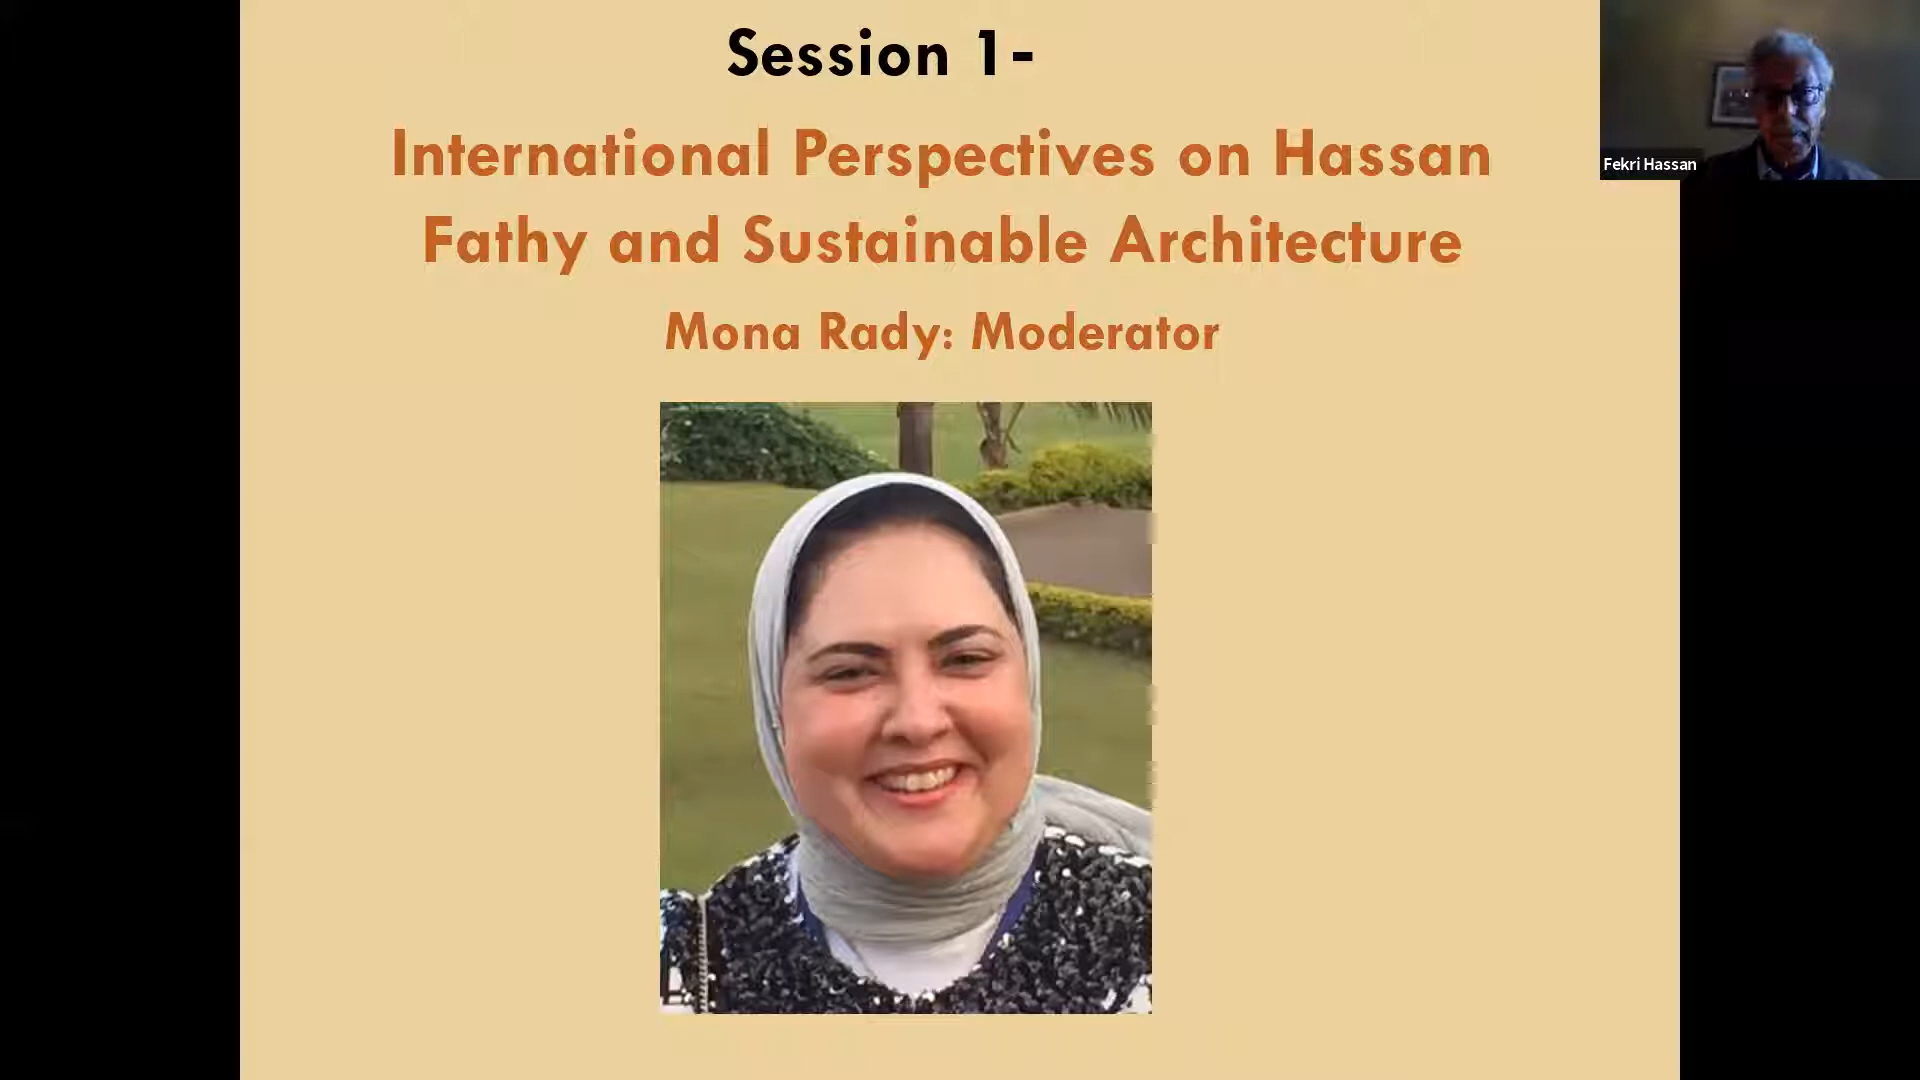 Session 1-
International Perspectives on Hassan
Fathy and Sustainable Architecture
Mona Rady: Moderator
Fekri Hassan